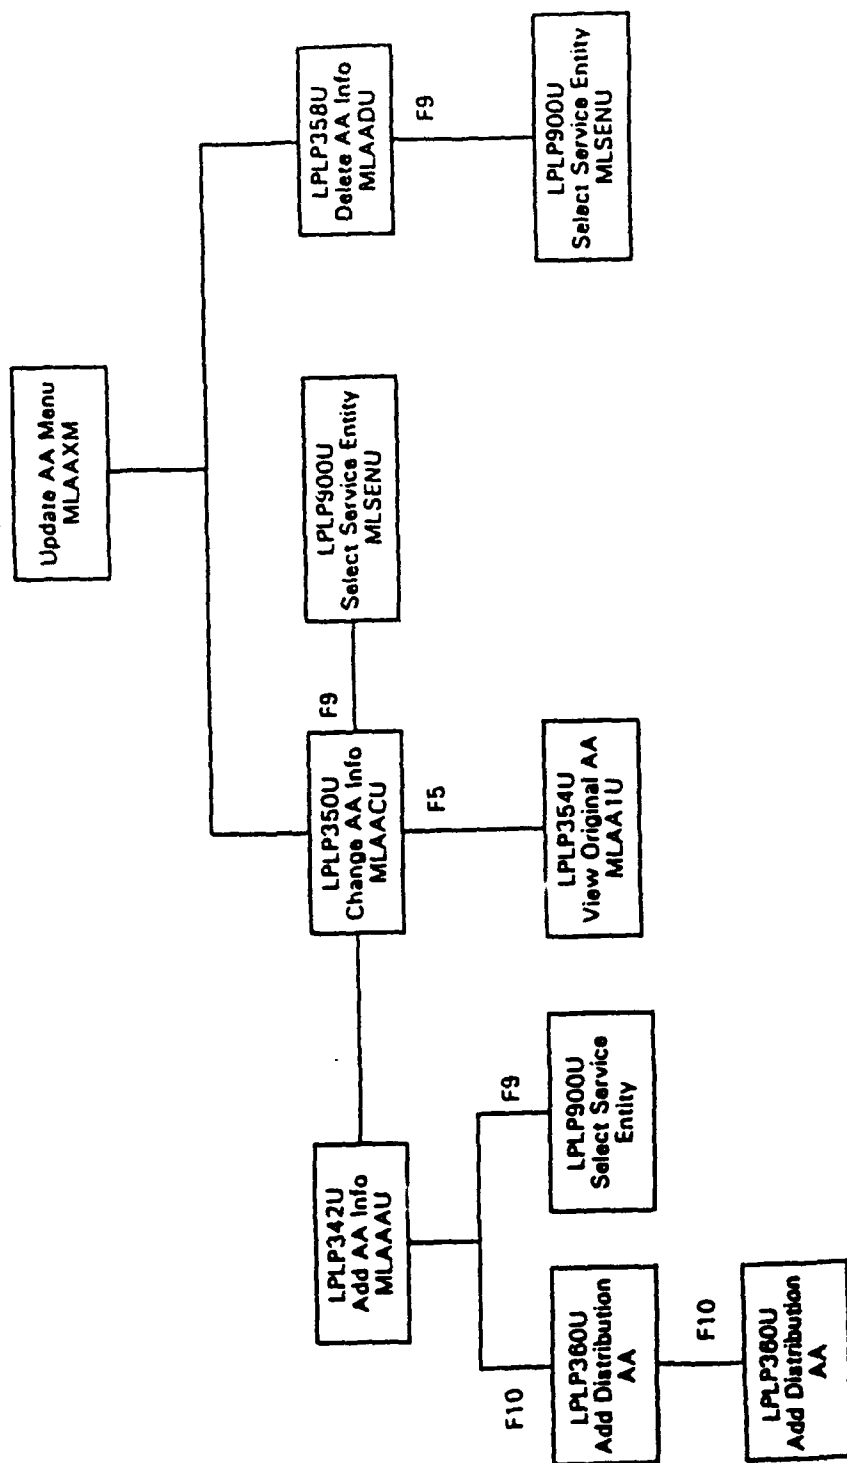 Update AA Menu
MLAAXM
LPLP342U
Add AA Info
MLAAAU
LPLP350U
Change AA Info
MLAACU
F9
LPLP900U
Select Service Entity
MLSENU
LPLP358U
Delete AA Info
MLAADU
F10
F9
F5
F9
LPLP360U
Add Distribution
AA
LPLP900U
Select Service
Entity
LPLP354U
View Original AA
MLAA1U
LPLP900U
Select Service Entity
MLSENU
F10
LPLP360U
Add Distribution
AA